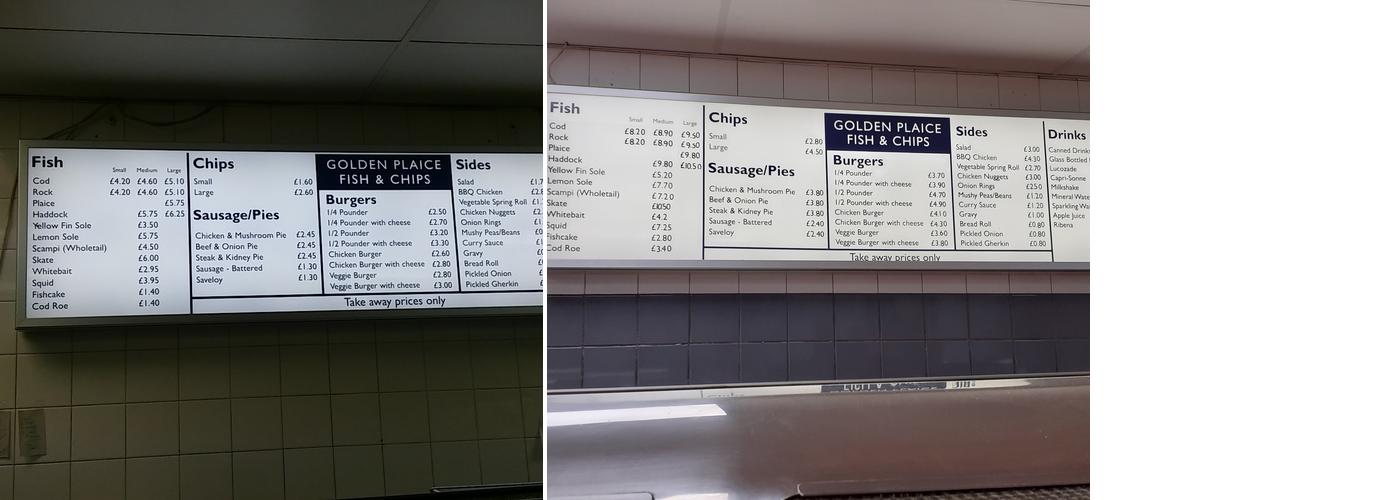 Fish
Small Medium Large
Cod £4.20 £4.60 £5.10
Rock £4.20 £4.60 £5.10
Plaice £5.75
Haddock £5.75 £6.25
Yellow Fin Sole £3.50
Lemon Sole £5.75
Scampi (Wholetail) £4.50
Skate £6.00
Whitebait £2.95
Squid £3.95
Fishcake £1.40
Cod Roe £1.40
Chips
Small £1.60
Large £2.60
Sausage/Pies
Chicken & Mushroom Pie £2.45
Beef & Onion Pie £2.45
Steak & Kidney Pie £2.45
Sausage - Battered £1.30
Saveloy £1.30
GOLDEN PLAICE
FISH & CHIPS
Burgers
1/4 Pounder £2.50
1/4 Pounder with cheese £2.70
1/2 Pounder £3.20
1/2 Pounder with cheese £3.30
Chicken Burger £2.60
Chicken Burger with cheese £2.80
Veggie Burger £2.80
Veggie Burger with cheese £3.00
Sides
Salad
BBQ Chicken
Vegetable Spring Roll
Chicken Nuggets
Onion Rings
Mushy Peas/Beans
Curry Sauce
Gravy
Bread Roll
Pickled Onion
Pickled Gherkin
Take away prices only
Fish
Small Medium Large
Cod £8.20 £8.90 £9.50
Rock £8.20 £8.90 £9.50
Plaice £9.80
Haddock £9.80 £10.50
Yellow Fin Sole £5.20
Lemon Sole £7.70
Scampi (Wholetail) £7.20
Skate £10.50
Whitebait £4.2
Squid £7.25
Fishcake £2.80
Cod Roe £3.40
Chips
Small £2.80
Large £4.50
Sausage/Pies
Chicken & Mushroom Pie £3.80
Beef & Onion Pie £3.80
Steak & Kidney Pie £3.80
Sausage - Battered £2.40
Saveloy £2.40
GOLDEN PLAICE
FISH & CHIPS
Burgers
1/4 Pounder £3.70
1/4 Pounder with cheese £3.90
1/2 Pounder £4.70
1/2 Pounder with cheese £4.90
Chicken Burger £4.10
Chicken Burger with cheese £4.30
Veggie Burger £3.60
Veggie Burger with cheese £3.80
Sides
Salad £3.00
BBQ Chicken £4.30
Vegetable Spring Roll £2.70
Chicken Nuggets £3.00
Onion Rings £2.50
Mushy Peas/Beans £1.20
Curry Sauce £1.20
Gravy £1.00
Bread Roll £0.80
Pickled Onion £0.80
Pickled Gherkin £0.80
Drinks
Canned Drinks
Glass Bottled
Lucozade
Capri-Sonne
Milkshake
Mineral Water
Sparkling Wa
Apple Juice
Ribena
Take away prices only